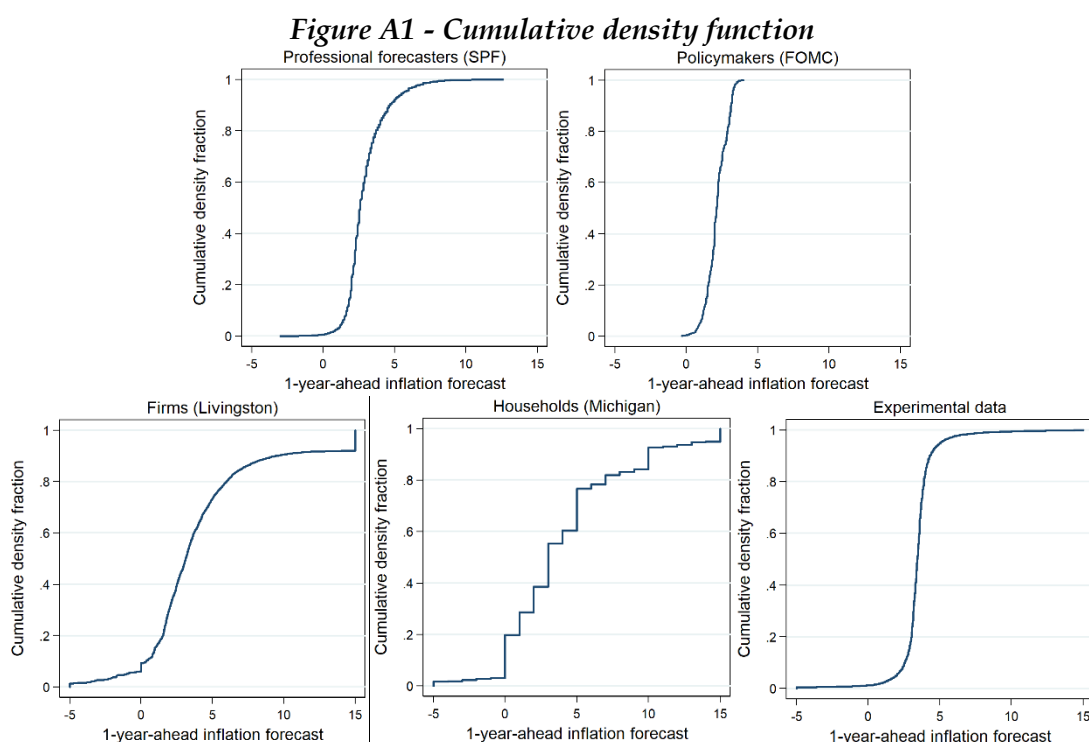 Figure A1 - Cumulative density function
Professional forecasters (SPF)
Cumulative density fraction
1
.8
.6
.4
.2
0
-5 0 5 10 15
1-year-ahead inflation forecast
Policymakers (FOMC)
Cumulative density fraction
1
.8
.6
.4
.2
0
-5 0 5 10 15
1-year-ahead inflation forecast
Firms (Livingston)
Cumulative density fraction
1
.8
.6
.4
.2
0
-5 0 5 10 15
1-year-ahead inflation forecast
Households (Michigan)
Cumulative density fraction
1
.8
.6
.4
.2
0
-5 0 5 10 15
1-year-ahead inflation forecast
Experimental data
Cumulative density fraction
1
.8
.6
.4
.2
0
-5 0 5 10 15
1-year-ahead inflation forecast